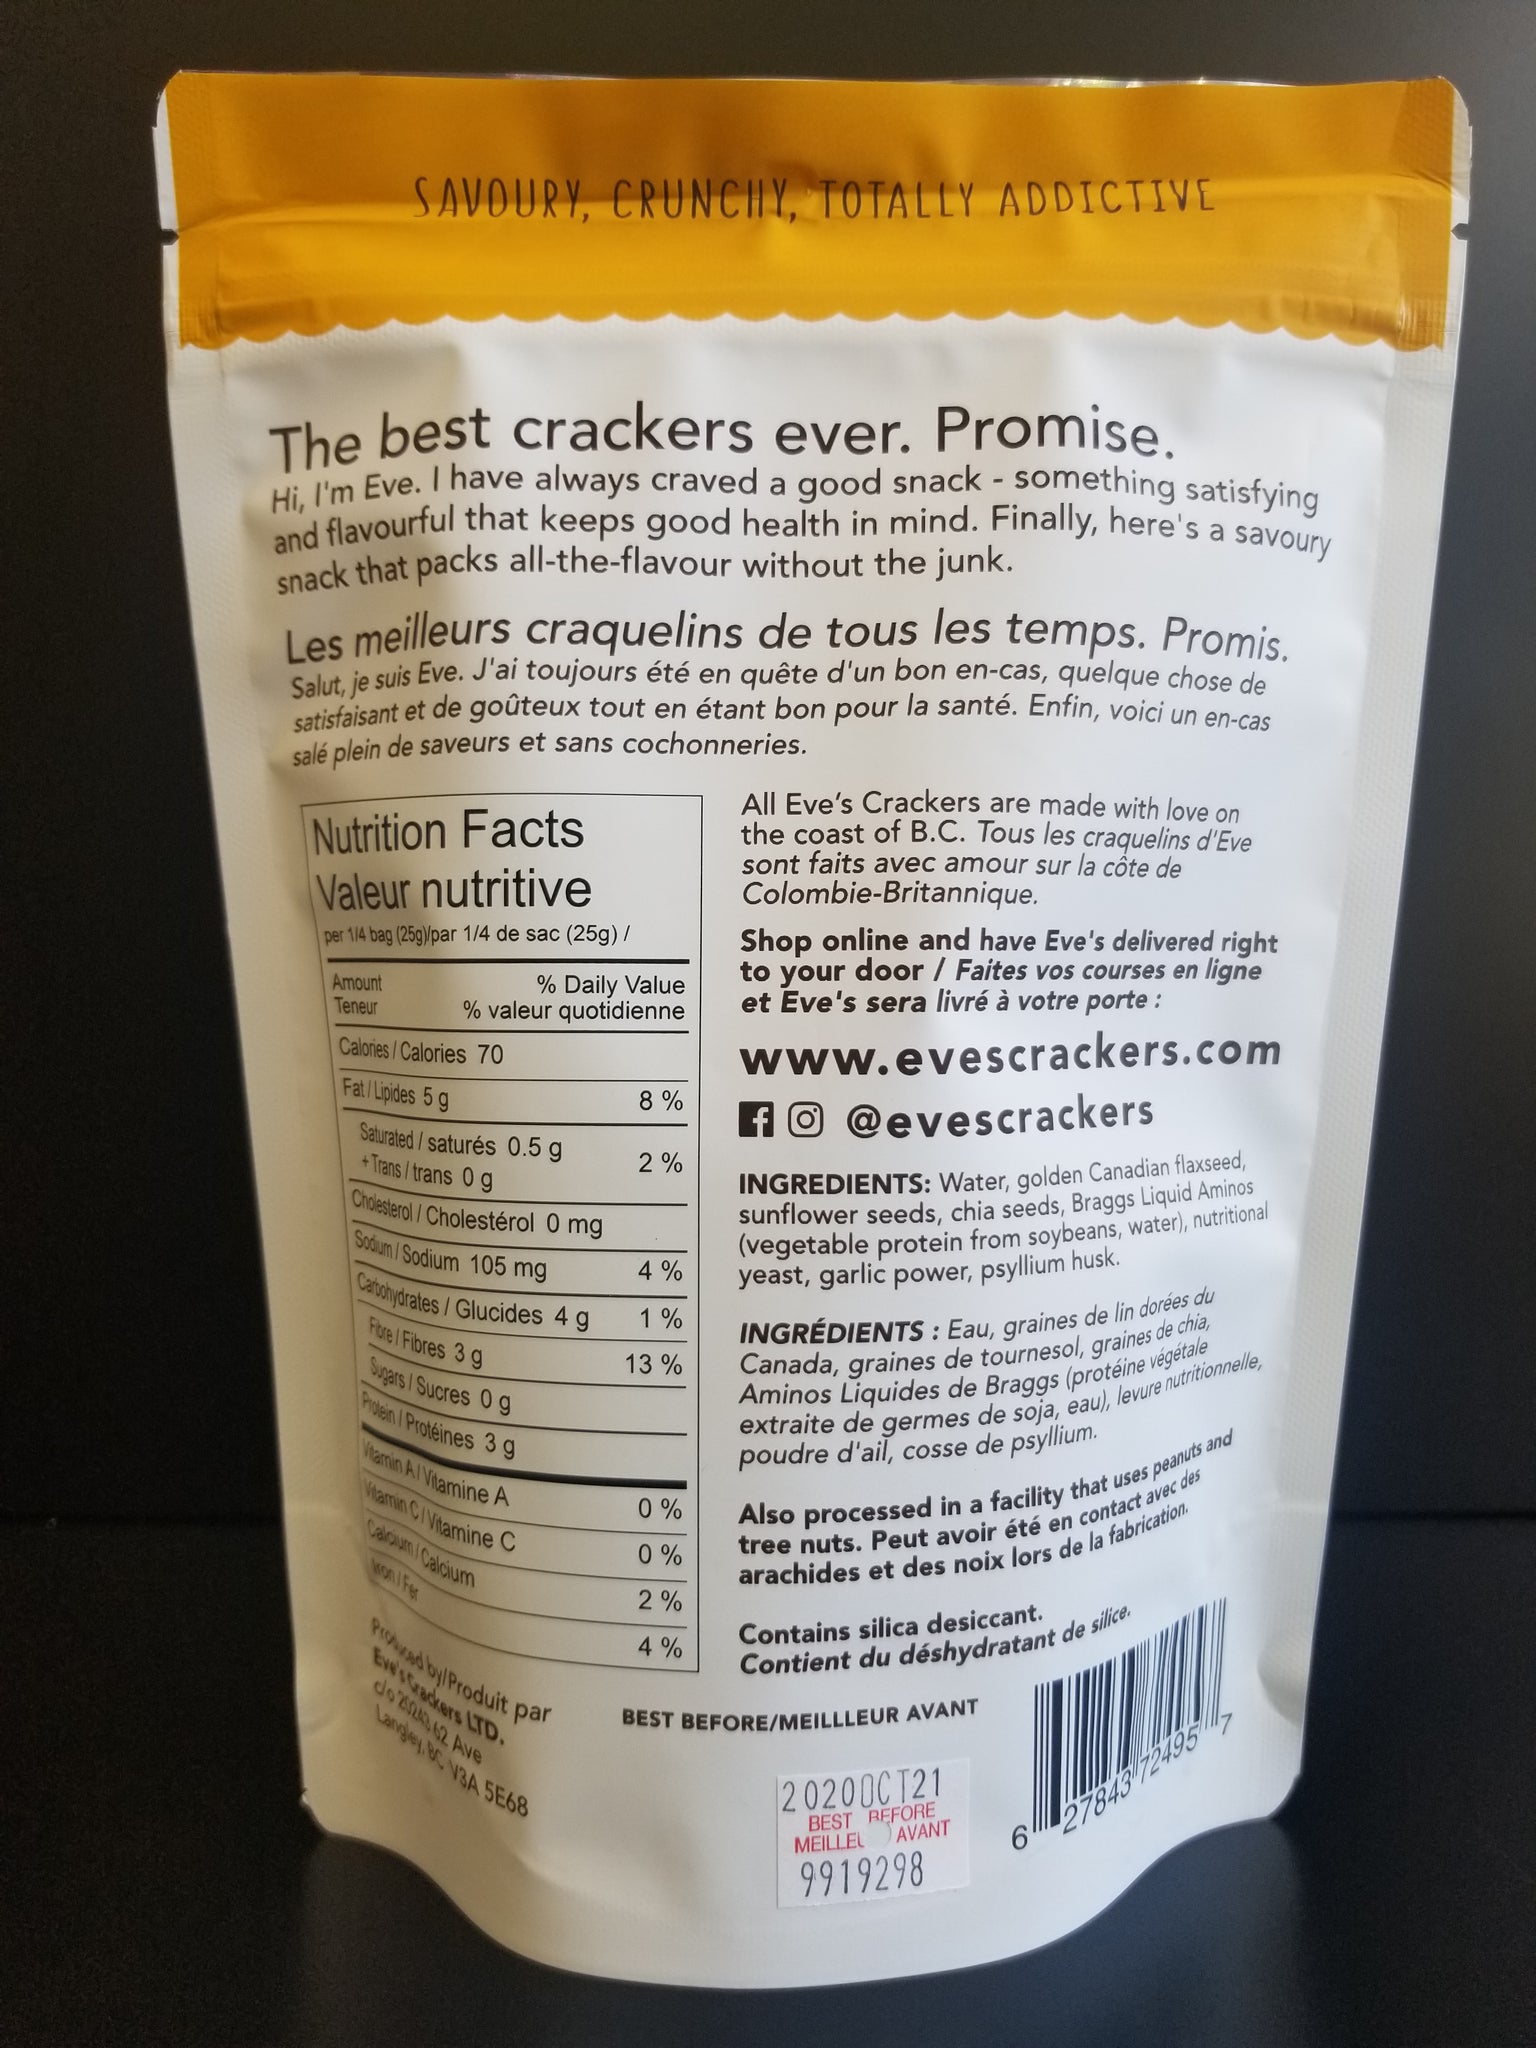 SAVOURY, CRUNCHY, TOTALLY ADDICTIVE
The best crackers ever. Promise.
Hi, I'm Eve. I have always craved a good snack - something satisfying
and flavourful that keeps good health in mind. Finally, here's a savoury
snack that packs all-the-flavour without the junk.
Les meilleurs craquelins de tous les temps. Promis.
Salut, je suis Eve. J'ai toujours été en quête d'un bon en-cas, quelque chose de
satisfaisant et de goûteux tout en étant bon pour la santé. Enfin, voici un en-cas
salé plein de saveurs et sans cochonneries.
Nutrition Facts
Valeur nutritive
per 1/4 bag (25g)/par 1/4 de sac (25g) /
Amount % Daily Value
Teneur % valeur quotidienne
Calories / Calories 70
Fat / Lipides 5 g 8 %
Saturated / saturés 0.5 g
+ Trans / trans 0 g 2 %
Cholesterol / Cholestérol 0 mg
Sodium / Sodium 105 mg 4 %
Carbohydrates / Glucides 4 g 1 %
Fibre / Fibres 3 g 13 %
Sugars / Sucres 0 g
Protein / Protéines 3 g
Vitamin A / Vitamine A 0 %
Vitamin C / Vitamine C 0 %
Calcium / Calcium 2 %
Iron / Fer 4 %
Produced by/Produit par
Eve's Crackers LTD.
c/o 20243 62 Ave
Langley, BC V3A 5E68
All Eve's Crackers are made with love on
the coast of B.C. Tous les craquelins d'Eve
sont faits avec amour sur la côte de
Colombie-Britannique.
Shop online and have Eve's delivered right
to your door / Faites vos courses en ligne
et Eve's sera livré à votre porte :
www.evescrackers.com
@evescrackers
INGREDIENTS: Water, golden Canadian flaxseed,
sunflower seeds, chia seeds, Braggs Liquid Aminos
(vegetable protein from soybeans, water), nutritional
yeast, garlic power, psyllium husk.
INGRÉDIENTS : Eau, graines de lin dorées du
Canada, graines de tournesol, graines de chia,
Aminos Liquides de Braggs (protéine végétale
extraite de germes de soja, eau), levure nutritionnelle,
poudre d'ail, cosse de psyllium.
Also processed in a facility that uses peanuts and
tree nuts. Peut avoir été en contact avec des
arachides et des noix lors de la fabrication.
Contains silica desiccant.
Contient du déshydratant de silice.
BEST BEFORE/MEILLLEUR AVANT
2020OCT21
BEST BEFORE
MEILLEU AVANT
9919298
6 27843 72495 7